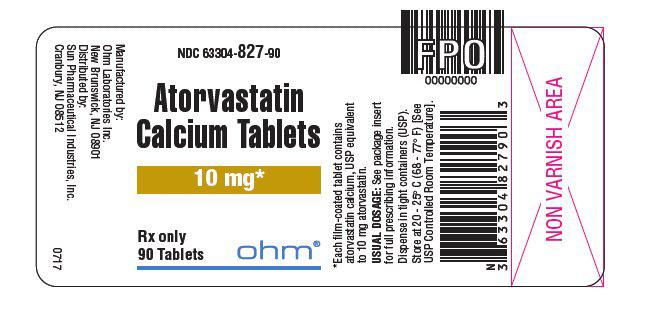 Manufactured by:
Ohm Laboratories Inc.
New Brunswick, NJ 08901
Distributed by:
Sun Pharmaceutical Industries, Inc.
Cranbury, NJ 08512
0717
NDC 63304-827-90
Atorvastatin
Calcium Tablets
10 mg*
Rx only
90 Tablets
ohm®
*Each film-coated tablet contains
atorvastatin calcium, USP equivalent
to 10 mg atorvastatin.
USUAL DOSAGE: See package insert
for full prescribing information.
Dispense in tight containers (USP).
Store at 20 - 25° C (68 - 77° F) [See
USP Controlled Room Temperature].
FPO
00000000
N
3 63304 82790 3
NON VARNISH AREA